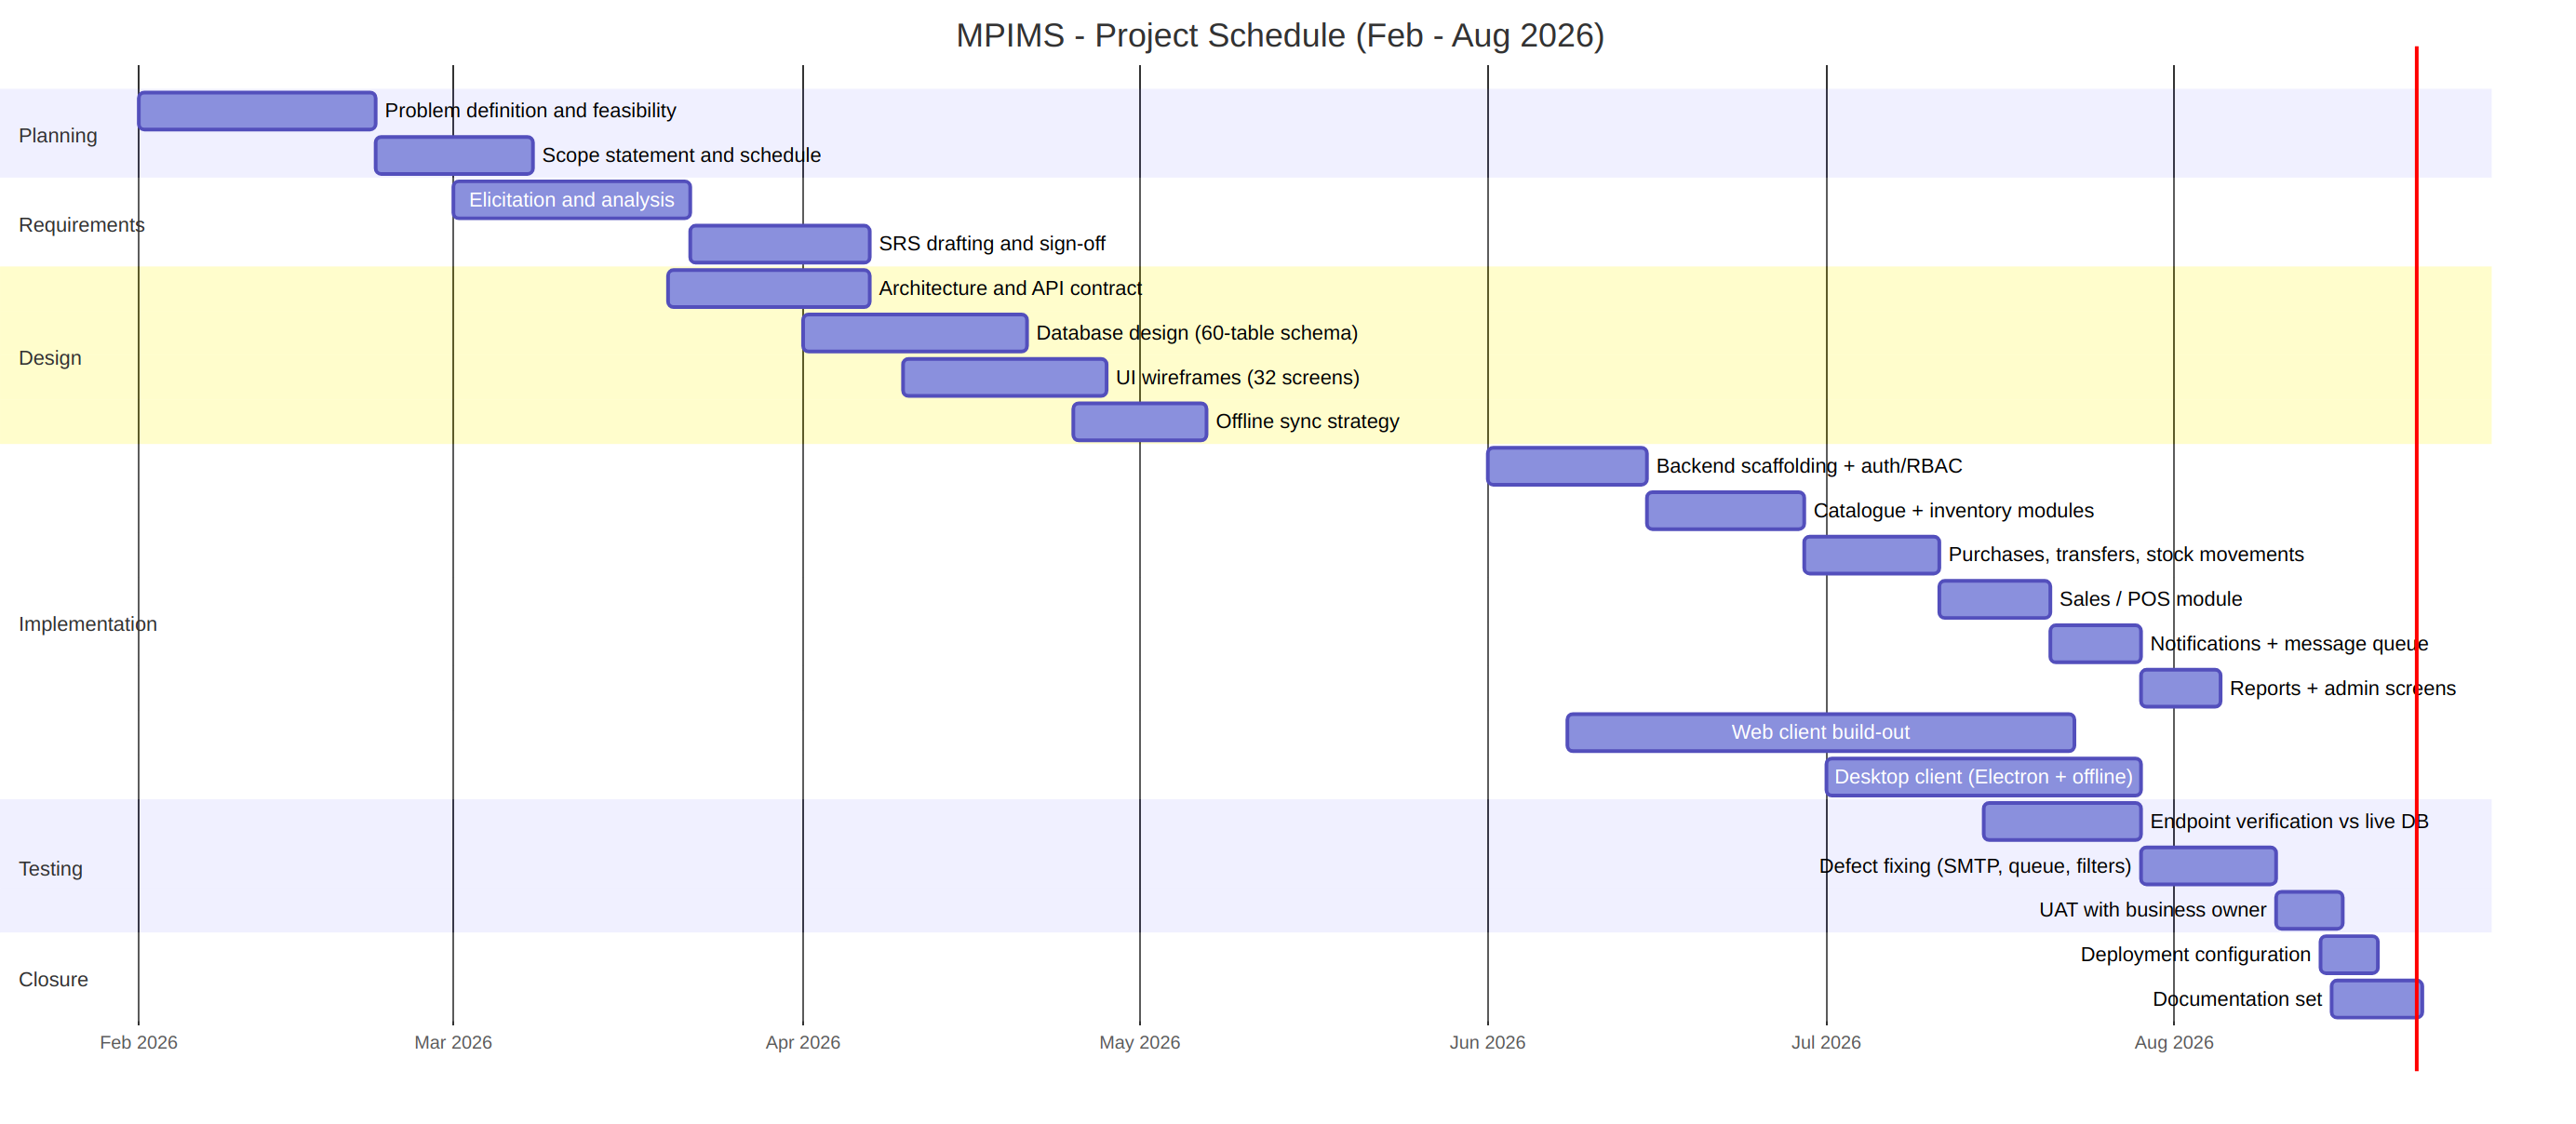 MPIMS - Project Schedule (Feb - Aug 2026)
Planning
Problem definition and feasibility
Scope statement and schedule
Requirements
Elicitation and analysis
SRS drafting and sign-off
Design
Architecture and API contract
Database design (60-table schema)
UI wireframes (32 screens)
Offline sync strategy
Implementation
Backend scaffolding + auth/RBAC
Catalogue + inventory modules
Purchases, transfers, stock movements
Sales / POS module
Notifications + message queue
Reports + admin screens
Web client build-out
Desktop client (Electron + offline)
Testing
Endpoint verification vs live DB
Defect fixing (SMTP, queue, filters)
UAT with business owner
Closure
Deployment configuration
Documentation set
Feb 2026 Mar 2026 Apr 2026 May 2026 Jun 2026 Jul 2026 Aug 2026